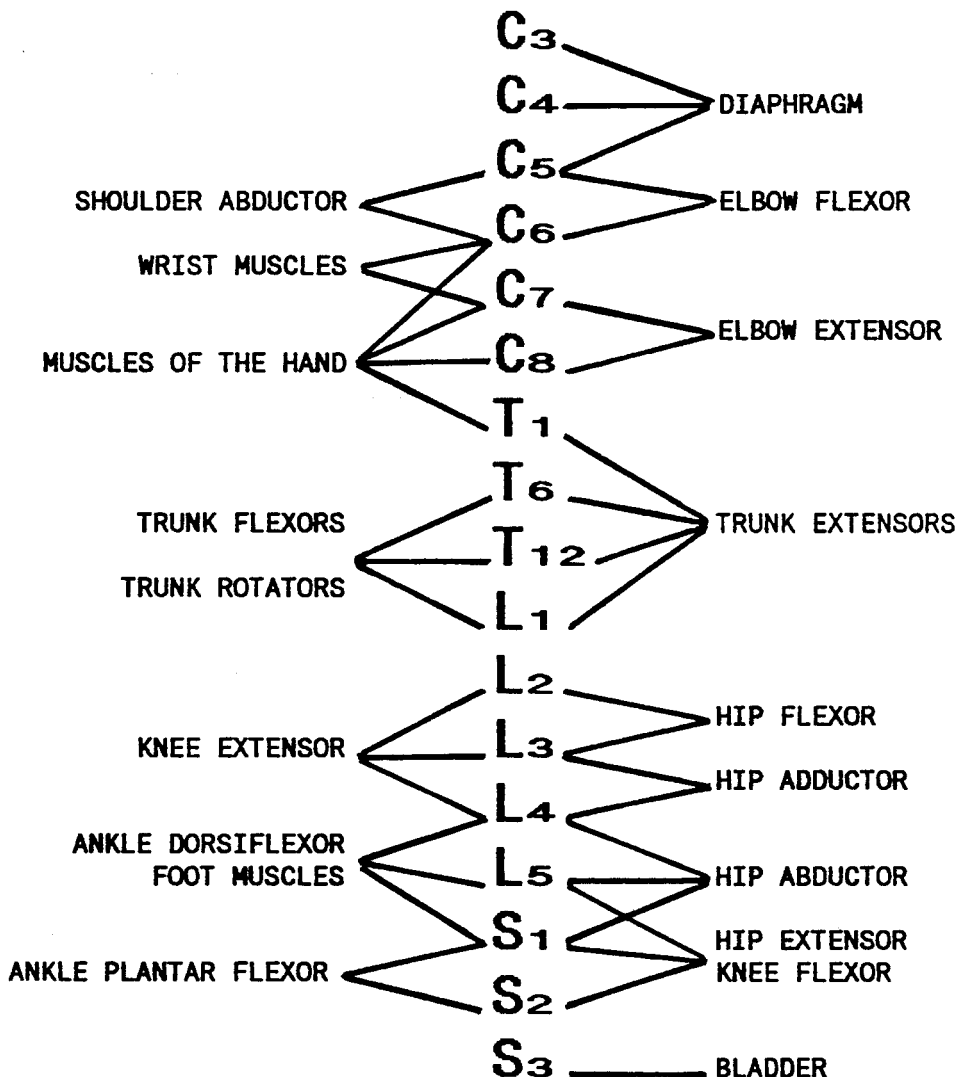 C3
C4
DIAPHRAGM
C5
SHOULDER ABDUCTOR
ELBOW FLEXOR
C6
WRIST MUSCLES
C7
ELBOW EXTENSOR
MUSCLES OF THE HAND
C8
T1
T6
TRUNK FLEXORS
TRUNK EXTENSORS
T12
TRUNK ROTATORS
L1
L2
HIP FLEXOR
KNEE EXTENSOR
L3
HIP ADDUCTOR
L4
ANKLE DORSIFLEXOR
FOOT MUSCLES
L5
HIP ABDUCTOR
S1
HIP EXTENSOR
KNEE FLEXOR
ANKLE PLANTAR FLEXOR
S2
S3
BLADDER